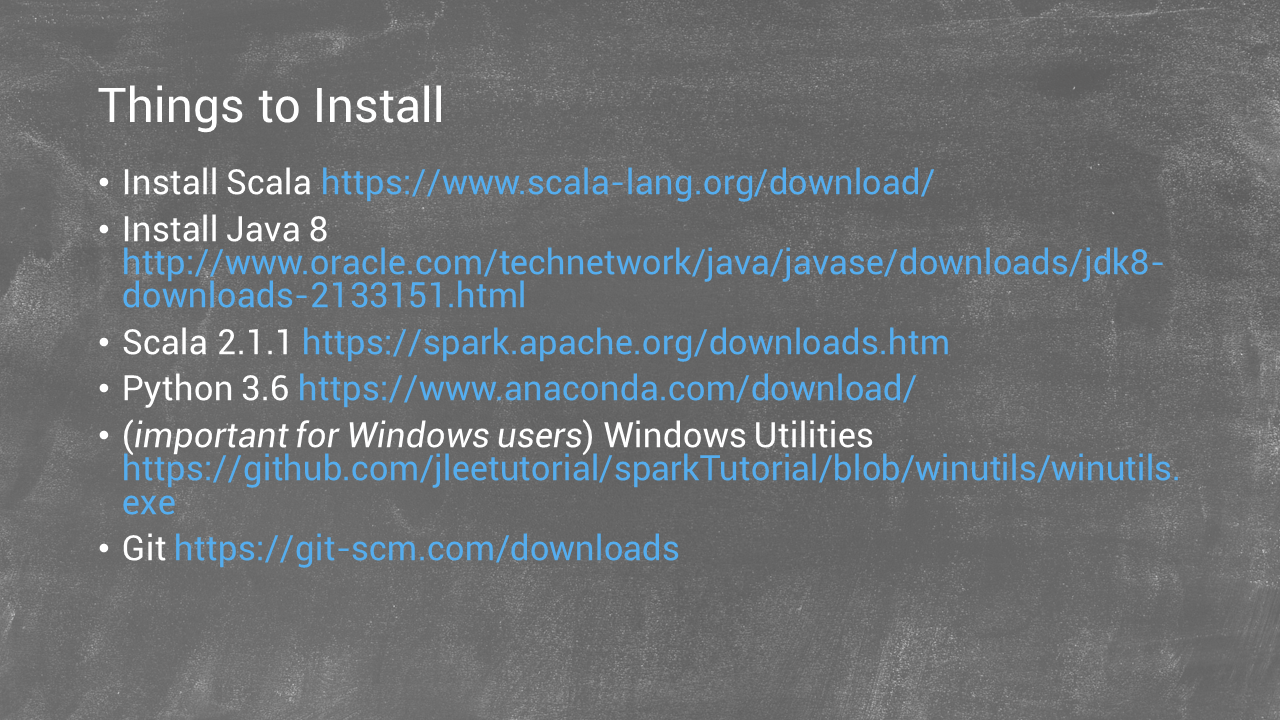 Things to Install
• Install Scala https://www.scala-lang.org/download/
• Install Java 8
http://www.oracle.com/technetwork/java/javase/downloads/jdk8-
downloads-2133151.html
• Scala 2.1.1 https://spark.apache.org/downloads.htm
• Python 3.6 https://www.anaconda.com/download/
• (important for Windows users) Windows Utilities
https://github.com/jleetutorial/sparkTutorial/blob/winutils/winutils.
exe
• Git https://git-scm.com/downloads